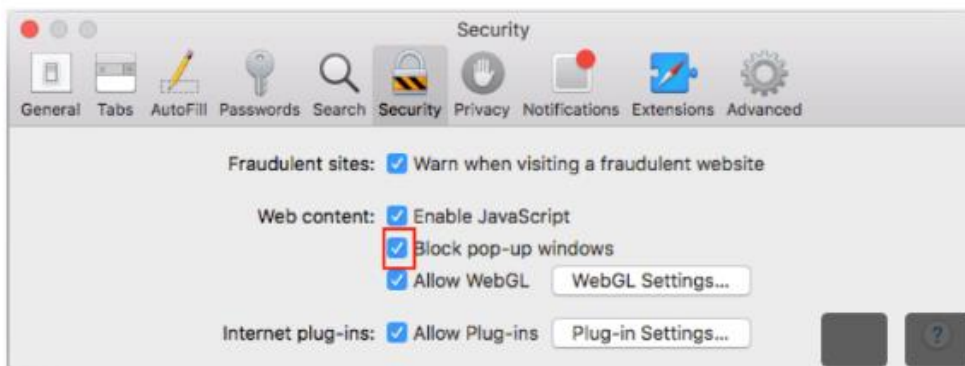 Security
General Tabs AutoFill Passwords Search Security Privacy Notifications Extensions Advanced
Fraudulent sites: Warn when visiting a fraudulent website
Web content: Enable JavaScript
Block pop-up windows
Allow WebGL WebGL Settings...
Internet plug-ins: Allow Plug-ins Plug-in Settings...
?